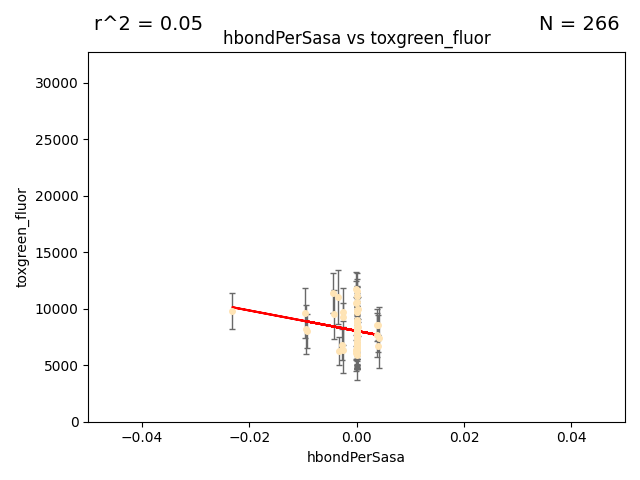 r^2 = 0.05
N = 266
hbondPerSasa vs toxgreen_fluor
30000
25000
20000
15000
10000
5000
0
toxgreen_fluor
−0.04
−0.02
0.00
0.02
0.04
hbondPerSasa